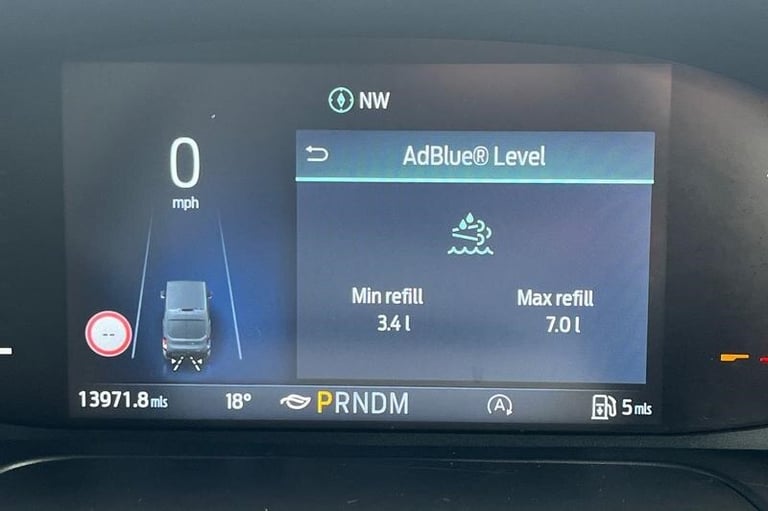 NW
AdBlue® Level
0
mph
Min refill
3.4 l
Max refill
7.0 l
--
13971.8 mls
18°
PRNDM
A
5 mls